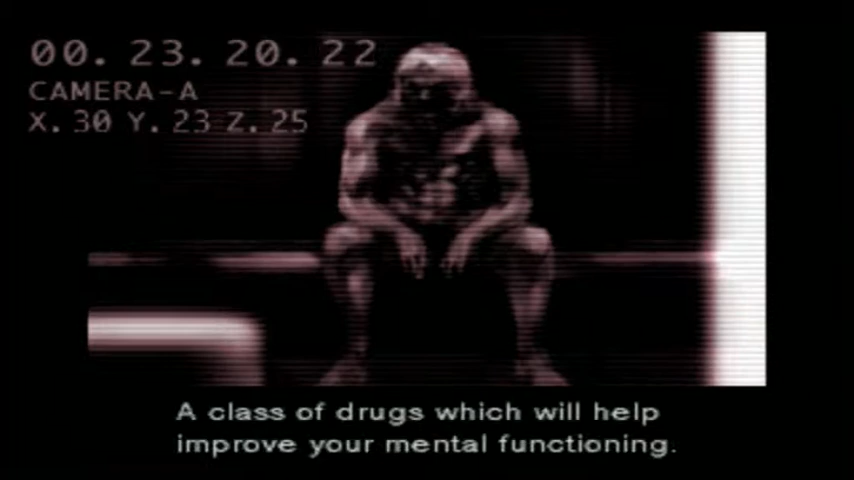 00. 23. 20. 22
CAMERA-A
X. 30 Y. 23 Z. 25
A class of drugs which will help
improve your mental functioning.